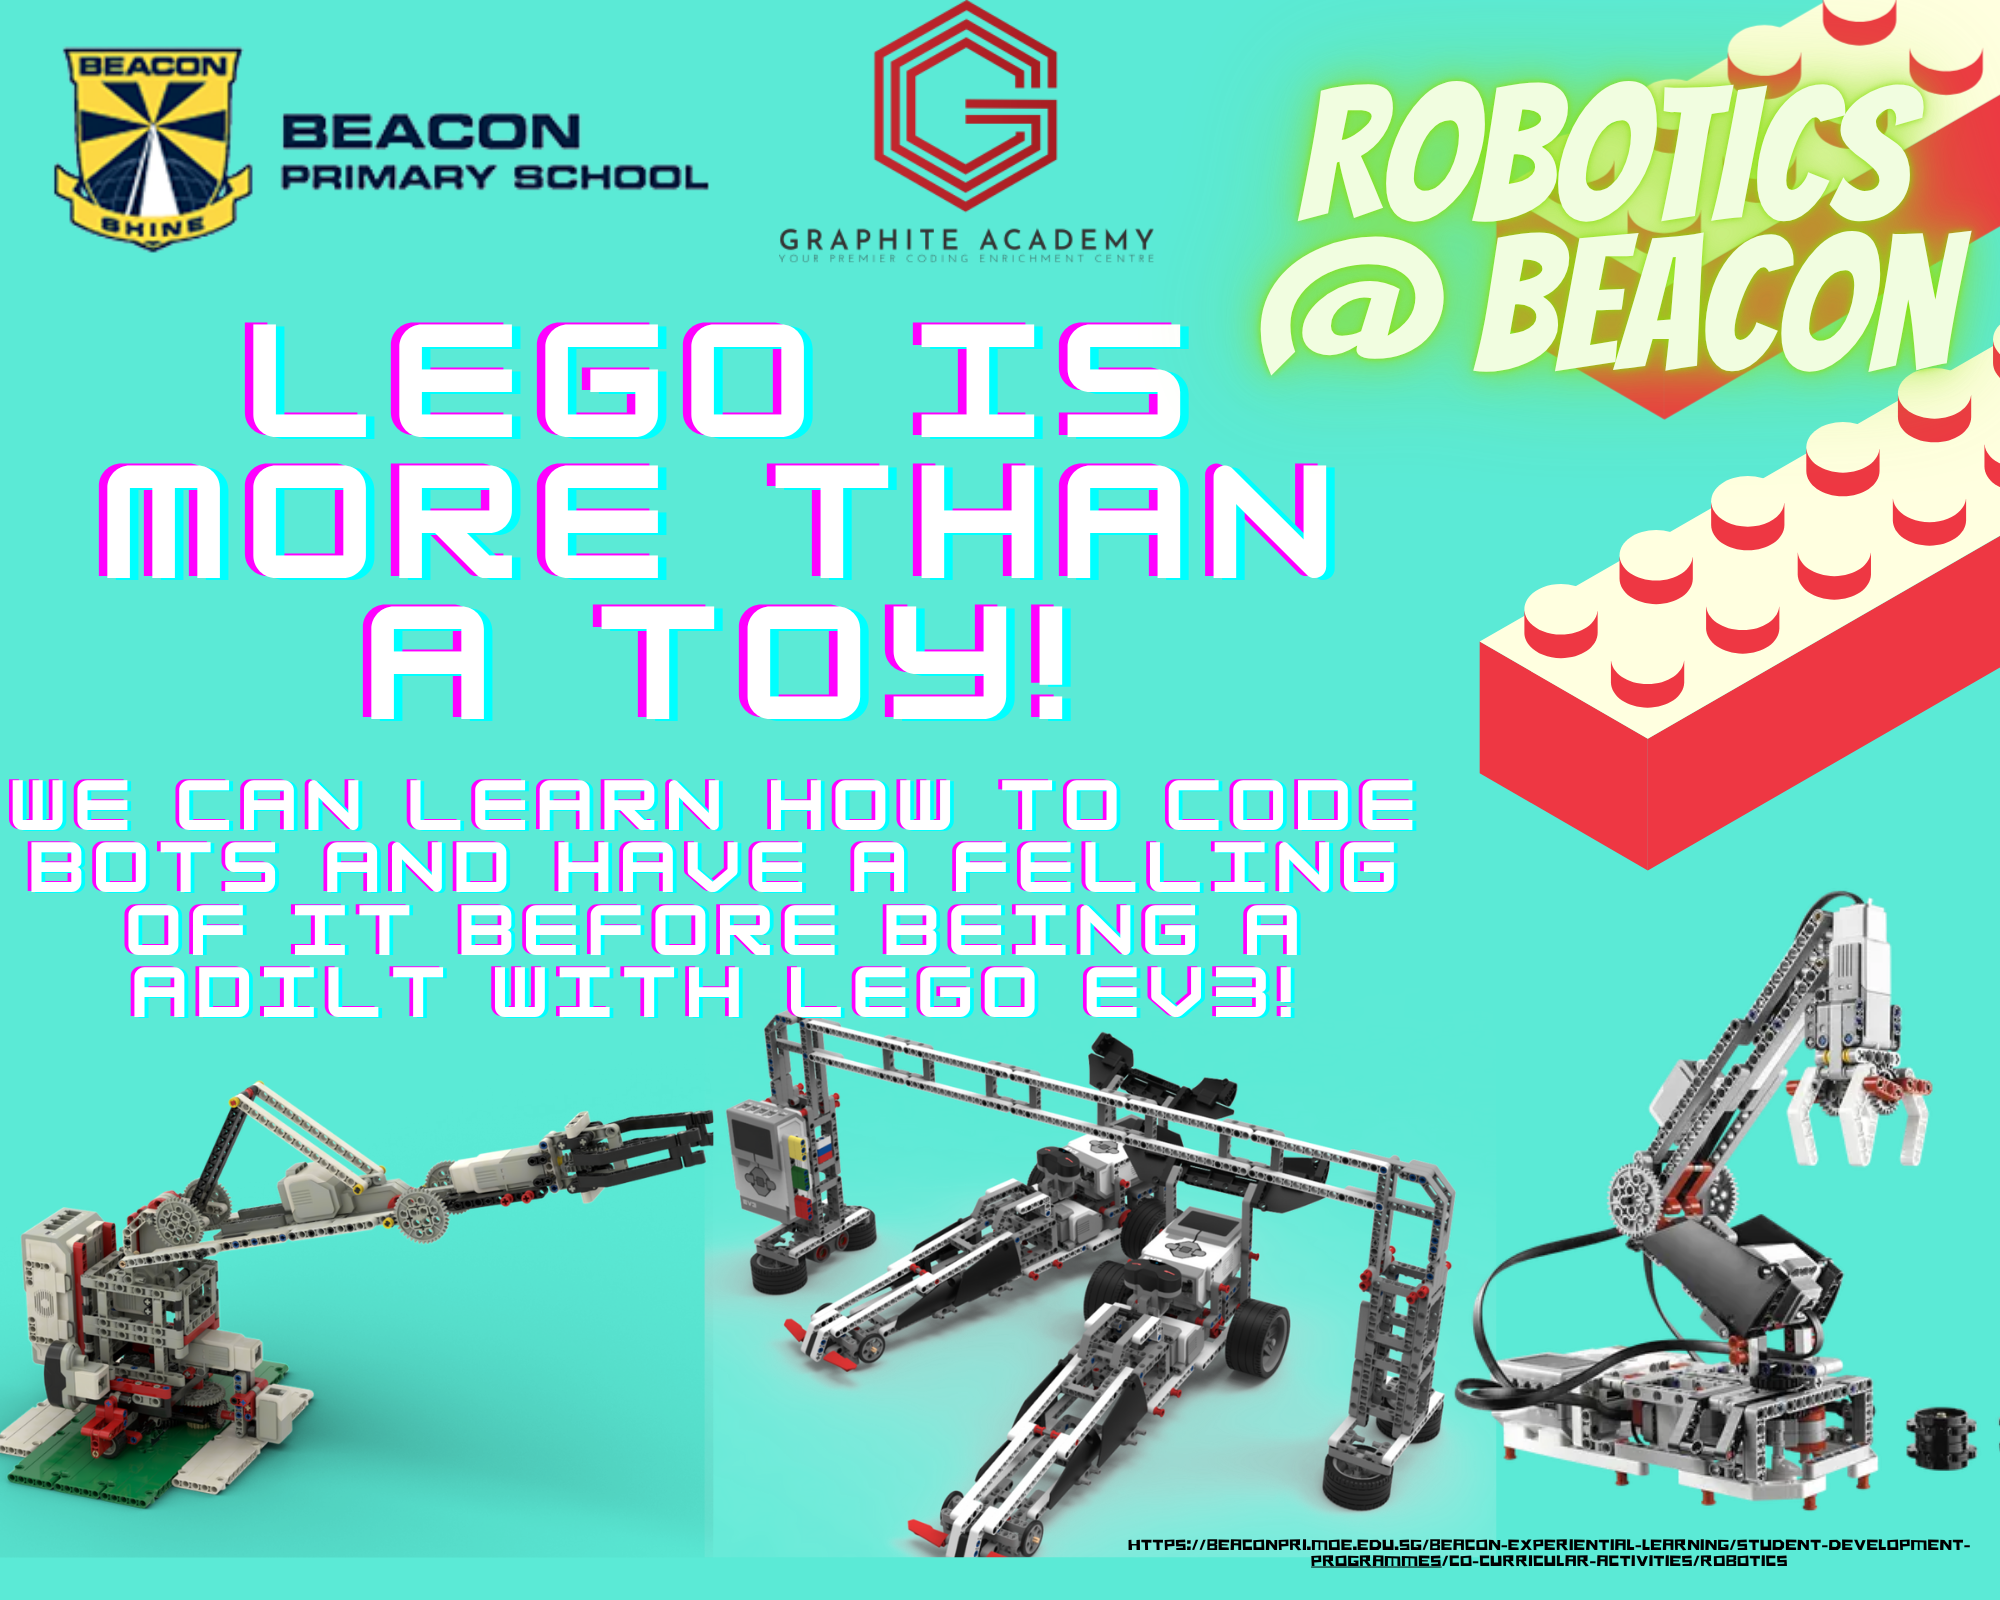 BEACON
SHINE
BEACON
PRIMARY SCHOOL
GRAPHITE ACADEMY
YOUR PREMIER CODING ENRICHMENT CENTRE
ROBOTICS
@ BEACON
LEGO IS
MORE THAN
A TOY!
WE CAN LEARN HOW TO CODE
BOTS AND HAVE A FELLING
OF IT BEFORE BEING A
ADILT WITH LEGO EV3!
EV3
HTTPS://BEACONPRI.MOE.EDU.SG/BEACON-EXPERIENTIAL-LEARNING/STUDENT-DEVELOPMENT-
PROGRAMMES/CO-CURRICULAR-ACTIVITIES/ROBOTICS